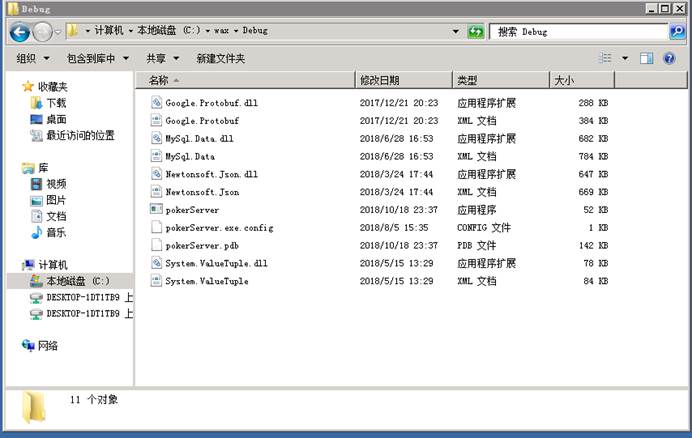 Debug
计算机 本地磁盘 (C:) wax Debug
搜索 Debug
组织 包含到库中 共享 新建文件夹
收藏夹
下载
桌面
最近访问的位置
库
视频
图片
文档
音乐
计算机
本地磁盘 (C:)
DESKTOP-1DT1TB9 上
DESKTOP-1DT1TB9 上
网络
名称 修改日期 类型 大小
Google.Protobuf.dll 2017/12/21 20:23 应用程序扩展 288 KB
Google.Protobuf 2017/12/21 20:23 XML 文档 384 KB
MySql.Data.dll 2018/6/28 16:53 应用程序扩展 682 KB
MySql.Data 2018/6/28 16:53 XML 文档 784 KB
Newtonsoft.Json.dll 2018/3/24 17:44 应用程序扩展 647 KB
Newtonsoft.Json 2018/3/24 17:44 XML 文档 669 KB
pokerServer 2018/10/18 23:37 应用程序 52 KB
pokerServer.exe.config 2018/8/5 15:35 CONFIG 文件 1 KB
pokerServer.pdb 2018/10/18 23:37 PDB 文件 142 KB
System.ValueTuple.dll 2018/5/15 13:29 应用程序扩展 78 KB
System.ValueTuple 2018/5/15 13:29 XML 文档 84 KB
11 个对象